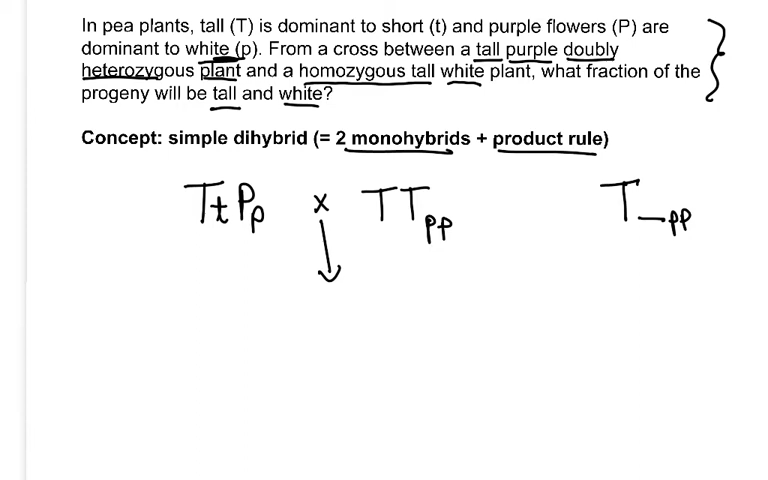 In pea plants, tall (T) is dominant to short (t) and purple flowers (P) are
dominant to white (p). From a cross between a tall purple doubly
heterozygous plant and a homozygous tall white plant, what fraction of the
progeny will be tall and white?
Concept: simple dihybrid (= 2 monohybrids + product rule)
TtPp x TTpp T_pp